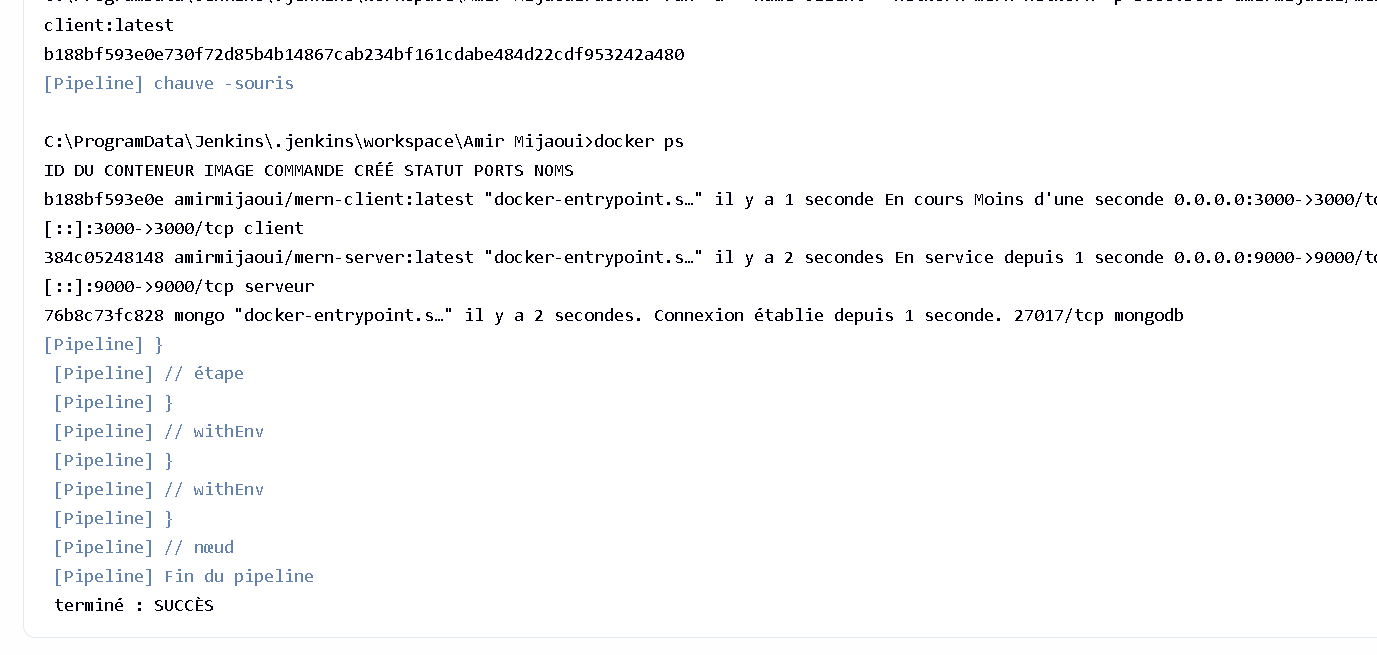 client:latest
b188bf593e0e730f72d85b4b14867cab234bf161cdabe484d22cdf953242a480
[Pipeline] chauve -souris
C:\ProgramData\Jenkins\.jenkins\workspace\Amir Mijaoui>docker ps
ID DU CONTENEUR IMAGE COMMANDE CRÉÉ STATUT PORTS NOMS
b188bf593e0e amirmijaoui/mern-client:latest "docker-entrypoint.s…" il y a 1 seconde En cours Moins d'une seconde 0.0.0.0:3000->3000/tc
[::]:3000->3000/tcp client
384c05248148 amirmijaoui/mern-server:latest "docker-entrypoint.s…" il y a 2 secondes En service depuis 1 seconde 0.0.0.0:9000->9000/tc
[::]:9000->9000/tcp serveur
76b8c73fc828 mongo "docker-entrypoint.s…" il y a 2 secondes. Connexion établie depuis 1 seconde. 27017/tcp mongodb
[Pipeline] }
[Pipeline] // étape
[Pipeline] }
[Pipeline] // withEnv
[Pipeline] }
[Pipeline] // withEnv
[Pipeline] }
[Pipeline] // nœud
[Pipeline] Fin du pipeline
terminé : SUCCÈS